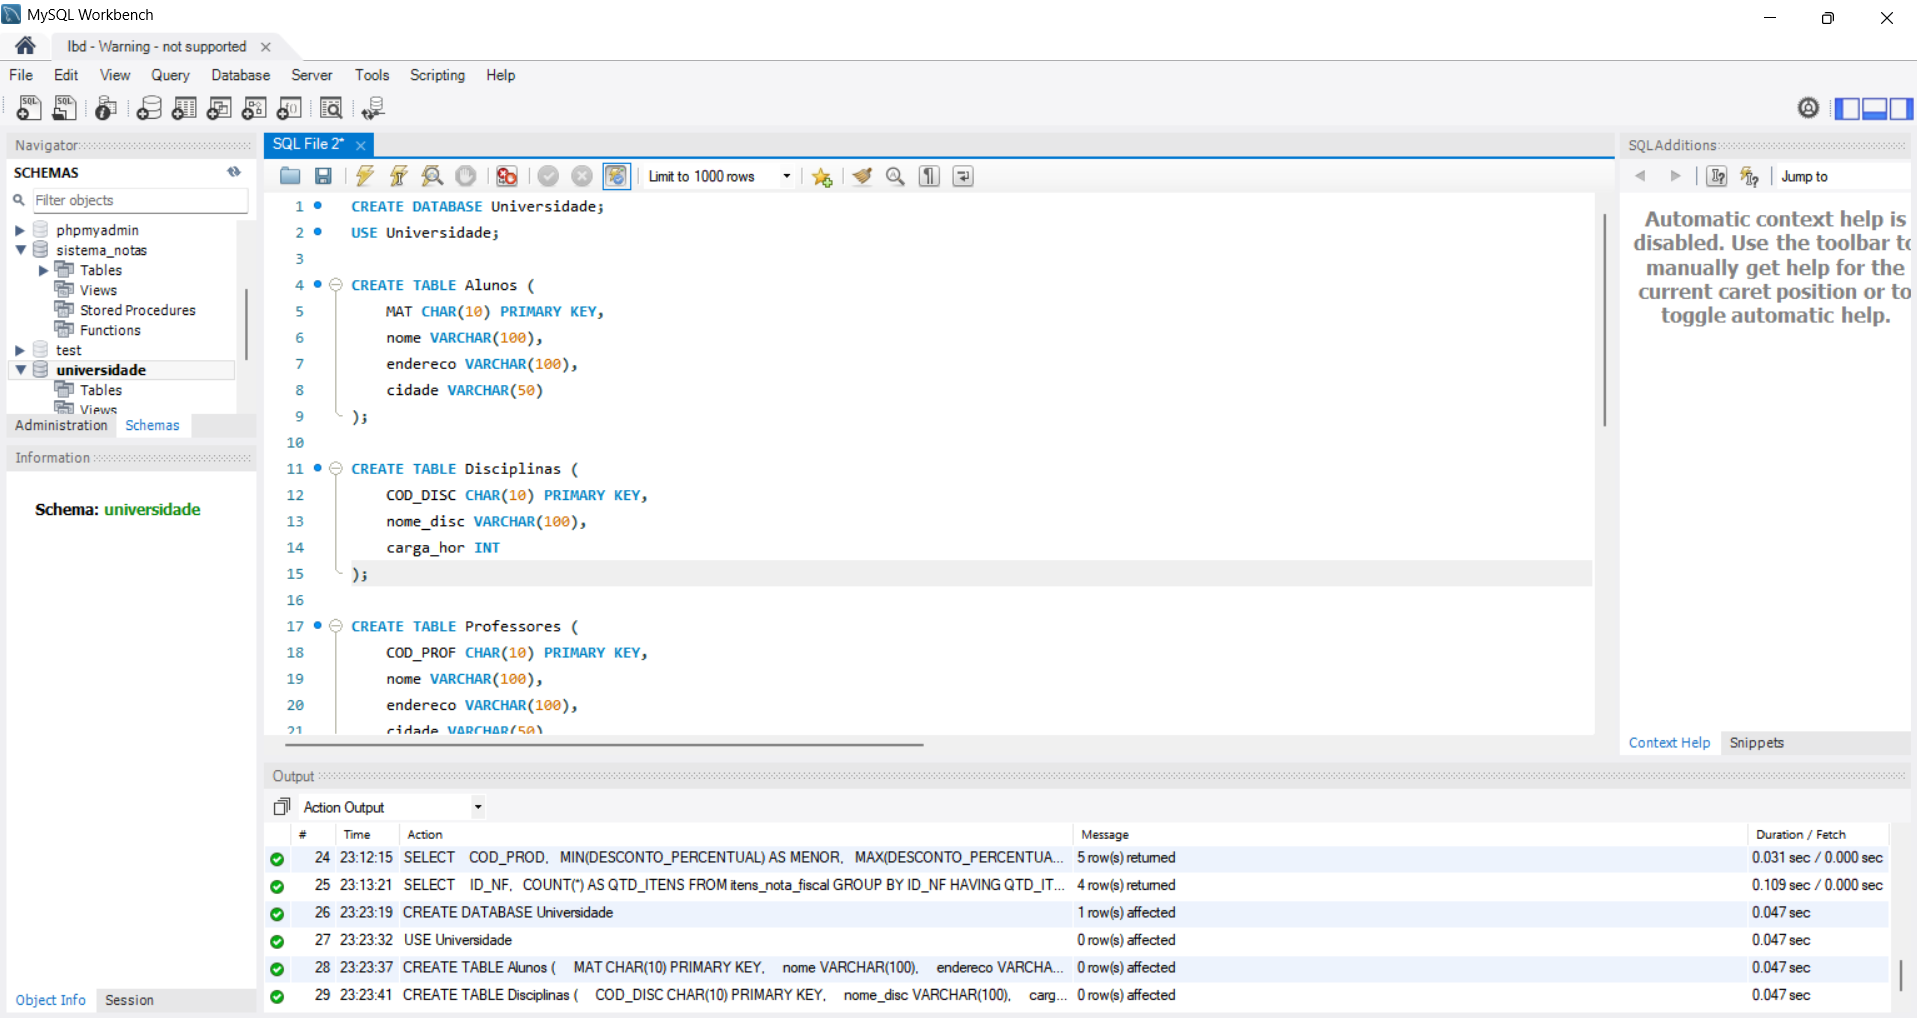 MySQL Workbench
lbd - Warning - not supported
File Edit View Query Database Server Tools Scripting Help
Navigator
SCHEMAS
Filter objects
phpmyadmin
sistema_notas
Tables
Views
Stored Procedures
Functions
test
universidade
Tables
Views
Administration Schemas
Information
Schema: universidade
Object Info Session
SQL File 2*
Limit to 1000 rows
1 CREATE DATABASE Universidade;
2 USE Universidade;
3
4 CREATE TABLE Alunos (
5 MAT CHAR(10) PRIMARY KEY,
6 nome VARCHAR(100),
7 endereco VARCHAR(100),
8 cidade VARCHAR(50)
9 );
10
11 CREATE TABLE Disciplinas (
12 COD_DISC CHAR(10) PRIMARY KEY,
13 nome_disc VARCHAR(100),
14 carga_hor INT
15 );
16
17 CREATE TABLE Professores (
18 COD_PROF CHAR(10) PRIMARY KEY,
19 nome VARCHAR(100),
20 endereco VARCHAR(100),
21 cidade VARCHAR(50)
SQLAdditions
Jump to
Automatic context help is
disabled. Use the toolbar to
manually get help for the
current caret position or to
toggle automatic help.
Context Help Snippets
Output
Action Output
# Time Action Message Duration / Fetch
24 23:12:15 SELECT COD_PROD, MIN(DESCONTO_PERCENTUAL) AS MENOR, MAX(DESCONTO_PERCENTUA... 5 row(s) returned 0.031 sec / 0.000 sec
25 23:13:21 SELECT ID_NF, COUNT(*) AS QTD_ITENS FROM itens_nota_fiscal GROUP BY ID_NF HAVING QTD_IT... 4 row(s) returned 0.109 sec / 0.000 sec
26 23:23:19 CREATE DATABASE Universidade 1 row(s) affected 0.047 sec
27 23:23:32 USE Universidade 0 row(s) affected 0.047 sec
28 23:23:37 CREATE TABLE Alunos ( MAT CHAR(10) PRIMARY KEY, nome VARCHAR(100), endereco VARCHA... 0 row(s) affected 0.047 sec
29 23:23:41 CREATE TABLE Disciplinas ( COD_DISC CHAR(10) PRIMARY KEY, nome_disc VARCHAR(100), carg... 0 row(s) affected 0.047 sec